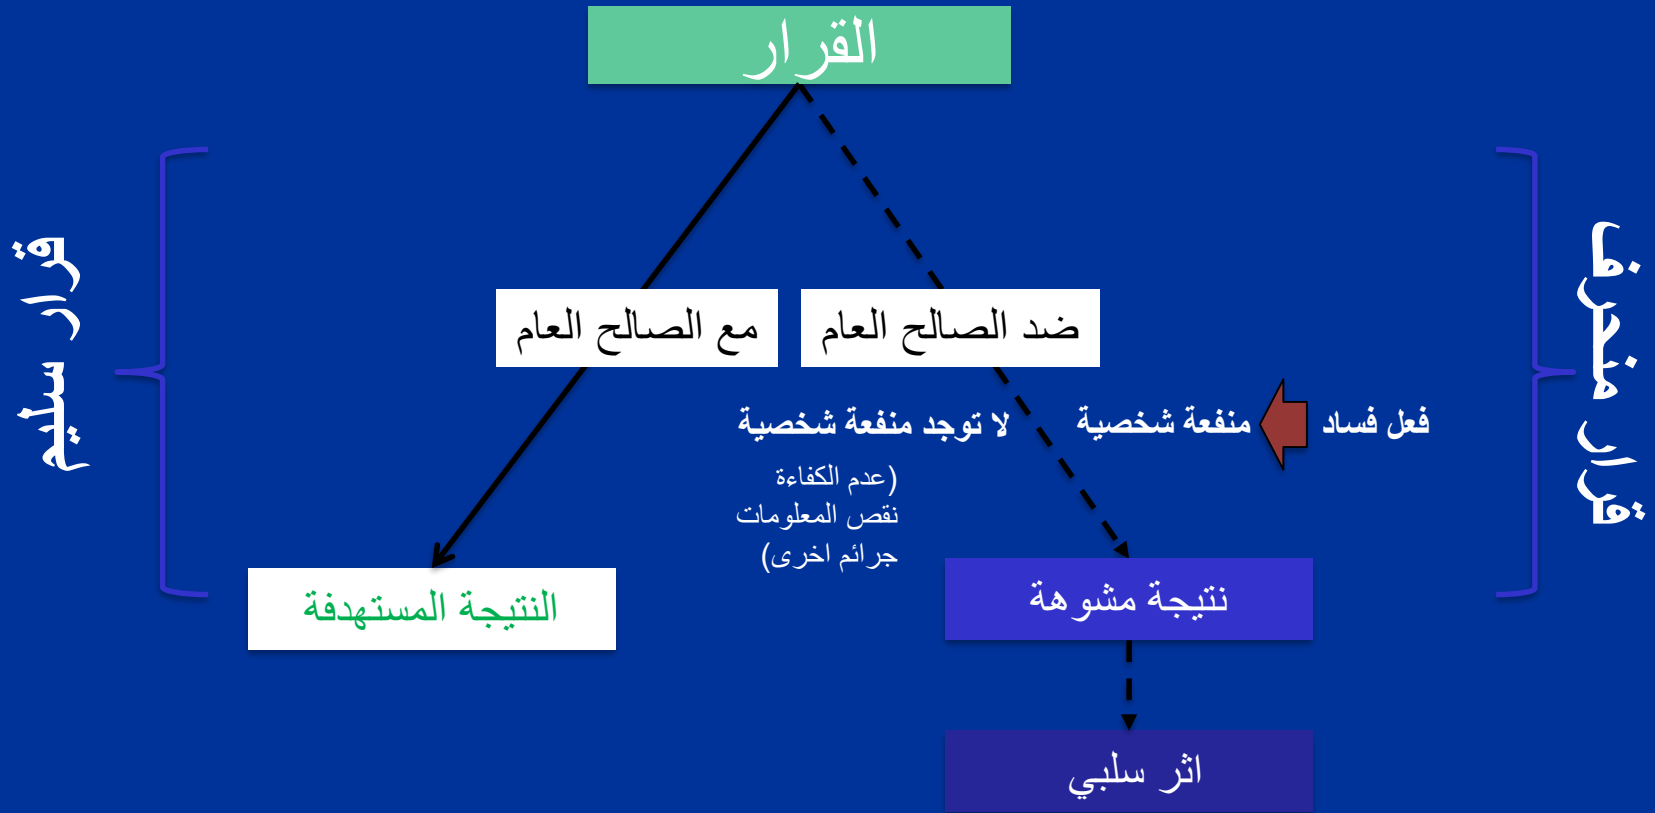 القرار
قرار منحرف
قرار سليم
ضد الصالح العام
مع الصالح العام
فعل فساد
منفعة شخصية
لا توجد منفعة شخصية
(عدم الكفاءة
نقص المعلومات
جرائم اخرى)
نتيجة مشوهة
النتيجة المستهدفة
اثر سلبي